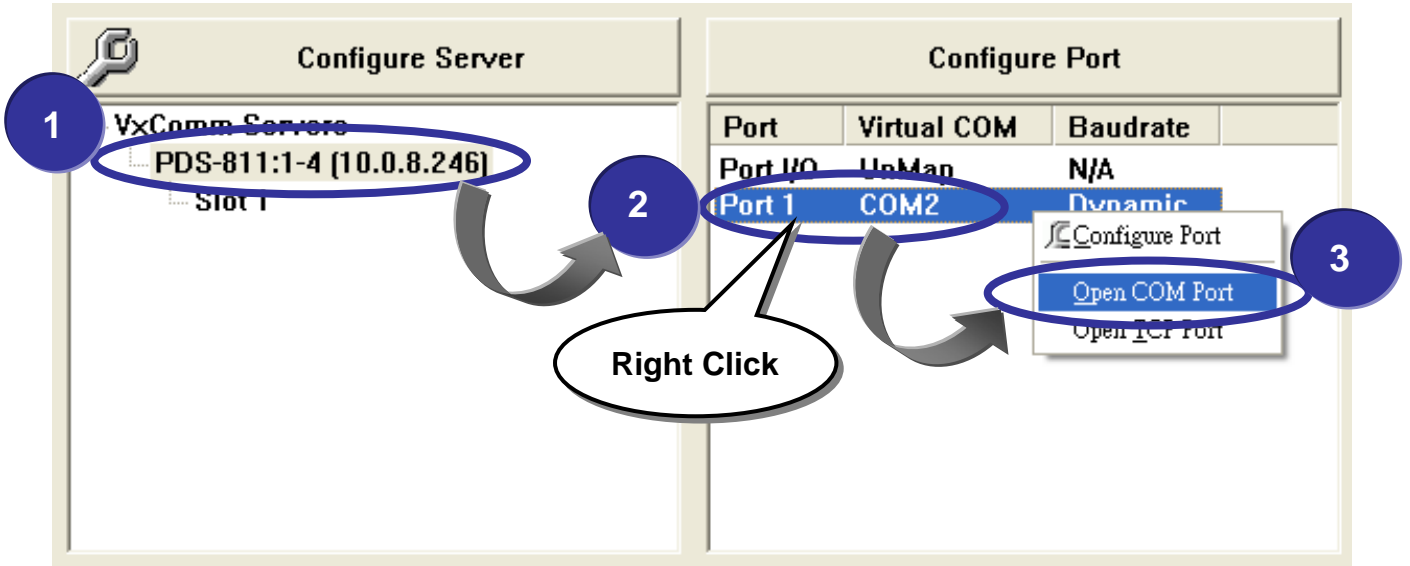 Configure Server
Configure Port
1
VxComm Servers
PDS-811:1-4 (10.0.8.246)
Slot 1
2
Port Virtual COM Baudrate
Port I/O UnMap N/A
Port 1 COM2 Dynamic
Configure Port
3
Open COM Port
Open TCP Port
Right Click